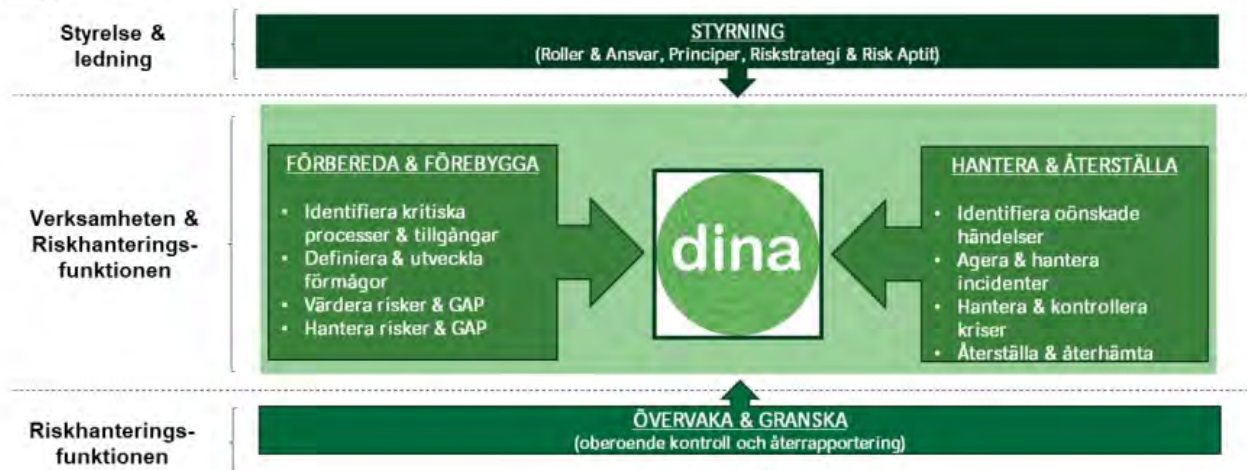 Styrelse &
ledning
STYRNING
(Roller & Ansvar, Principer, Riskstrategi & Risk Aptit)
Verksamheten &
Riskhanterings-
funktionen
FÖRBEREDA & FÖREBYGGA
• Identifiera kritiska
processer & tillgångar
• Definiera & utveckla
förmågor
• Värdera risker & GAP
• Hantera risker & GAP
dina
HANTERA & ÅTERSTÄLLA
• Identifiera oönskade
händelser
• Agera & hantera
incidenter
• Hantera & kontrollera
kriser
• Återställa & återhämta
Riskhanterings-
funktionen
ÖVERVAKA & GRANSKA
(oberoende kontroll och återrapportering)